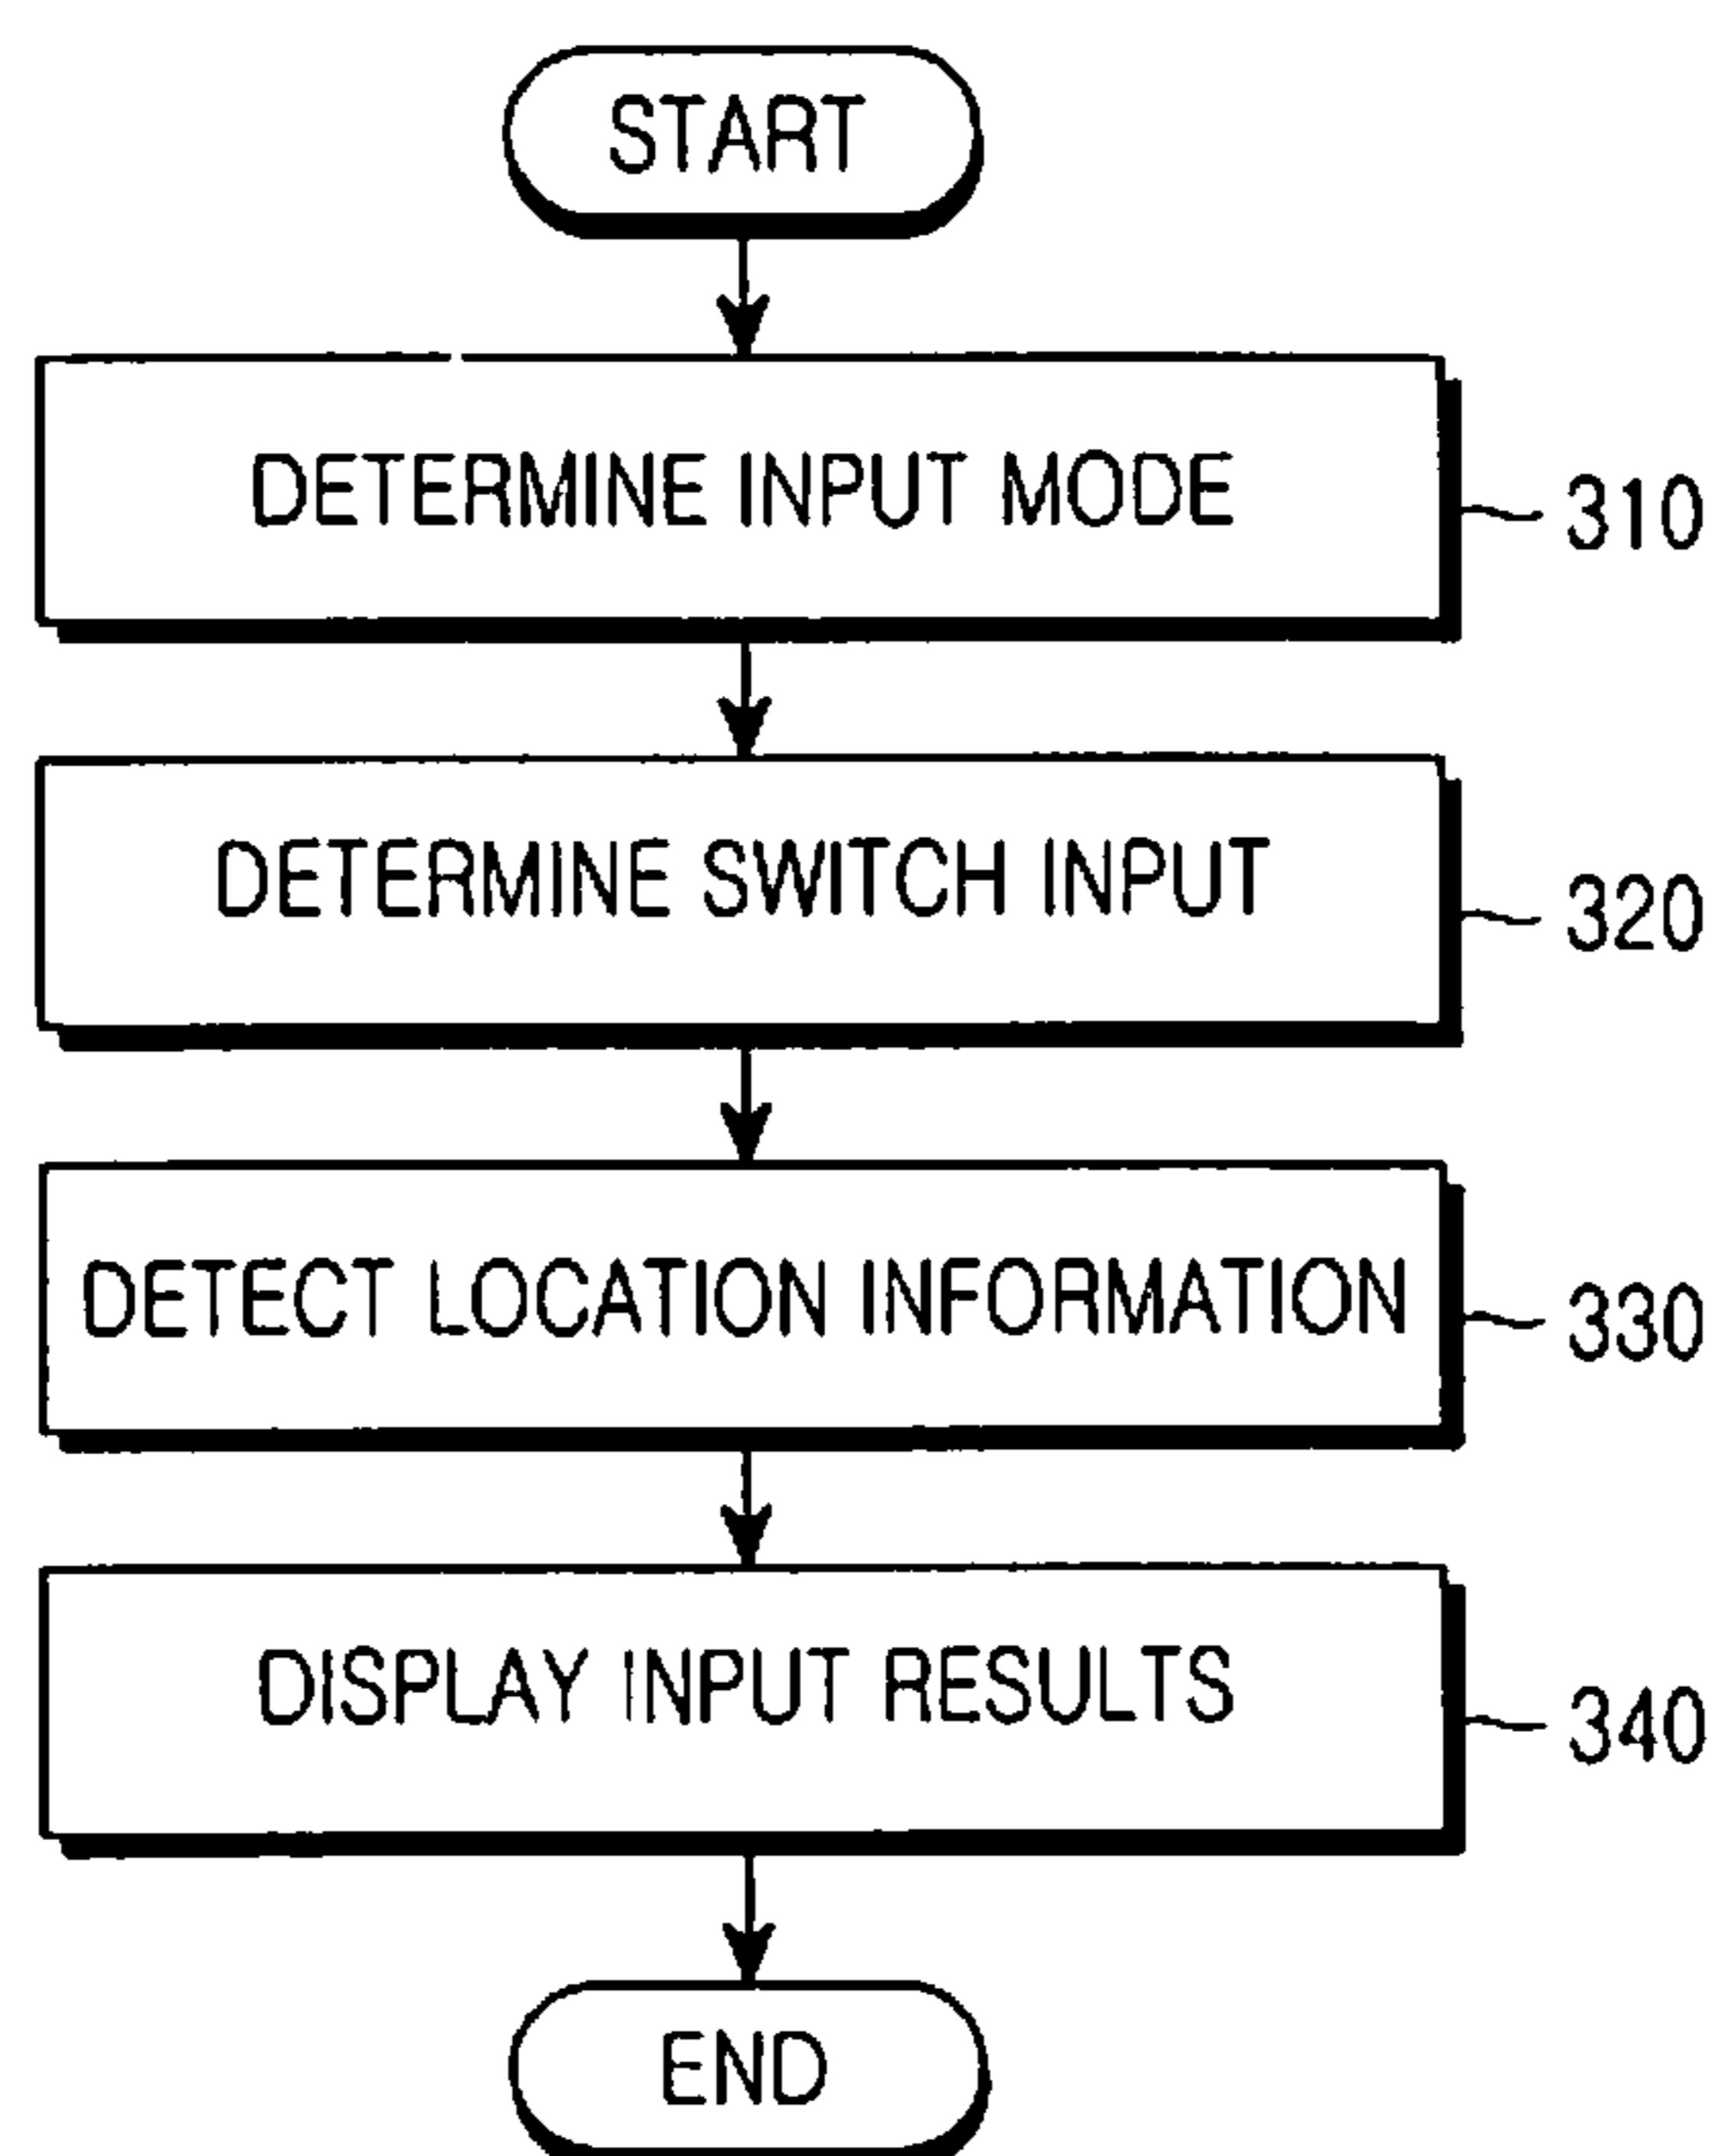 START
DETERMINE INPUT MODE
310
DETERMINE SWITCH INPUT
320
DETECT LOCATION INFORMATION
330
DISPLAY INPUT RESULTS
340
END